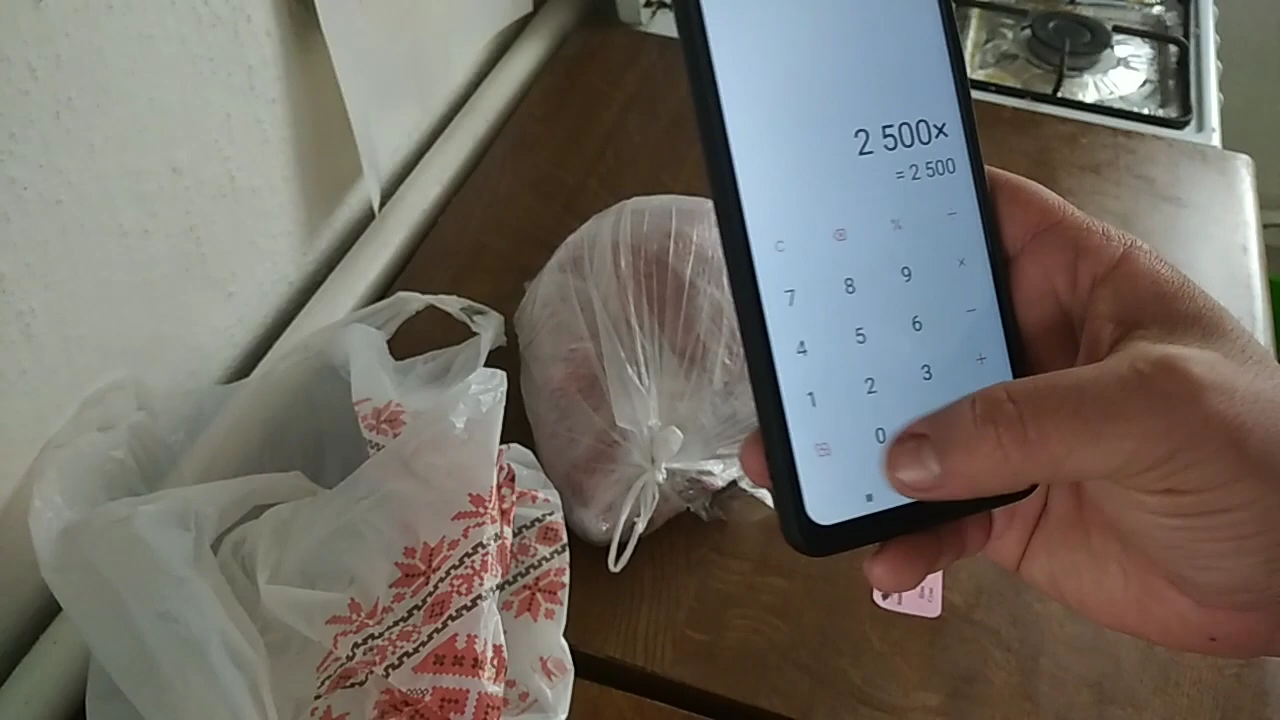 2 500×
= 2 500
C % −
7 8 9 ×
4 5 6 −
1 2 3 +
0